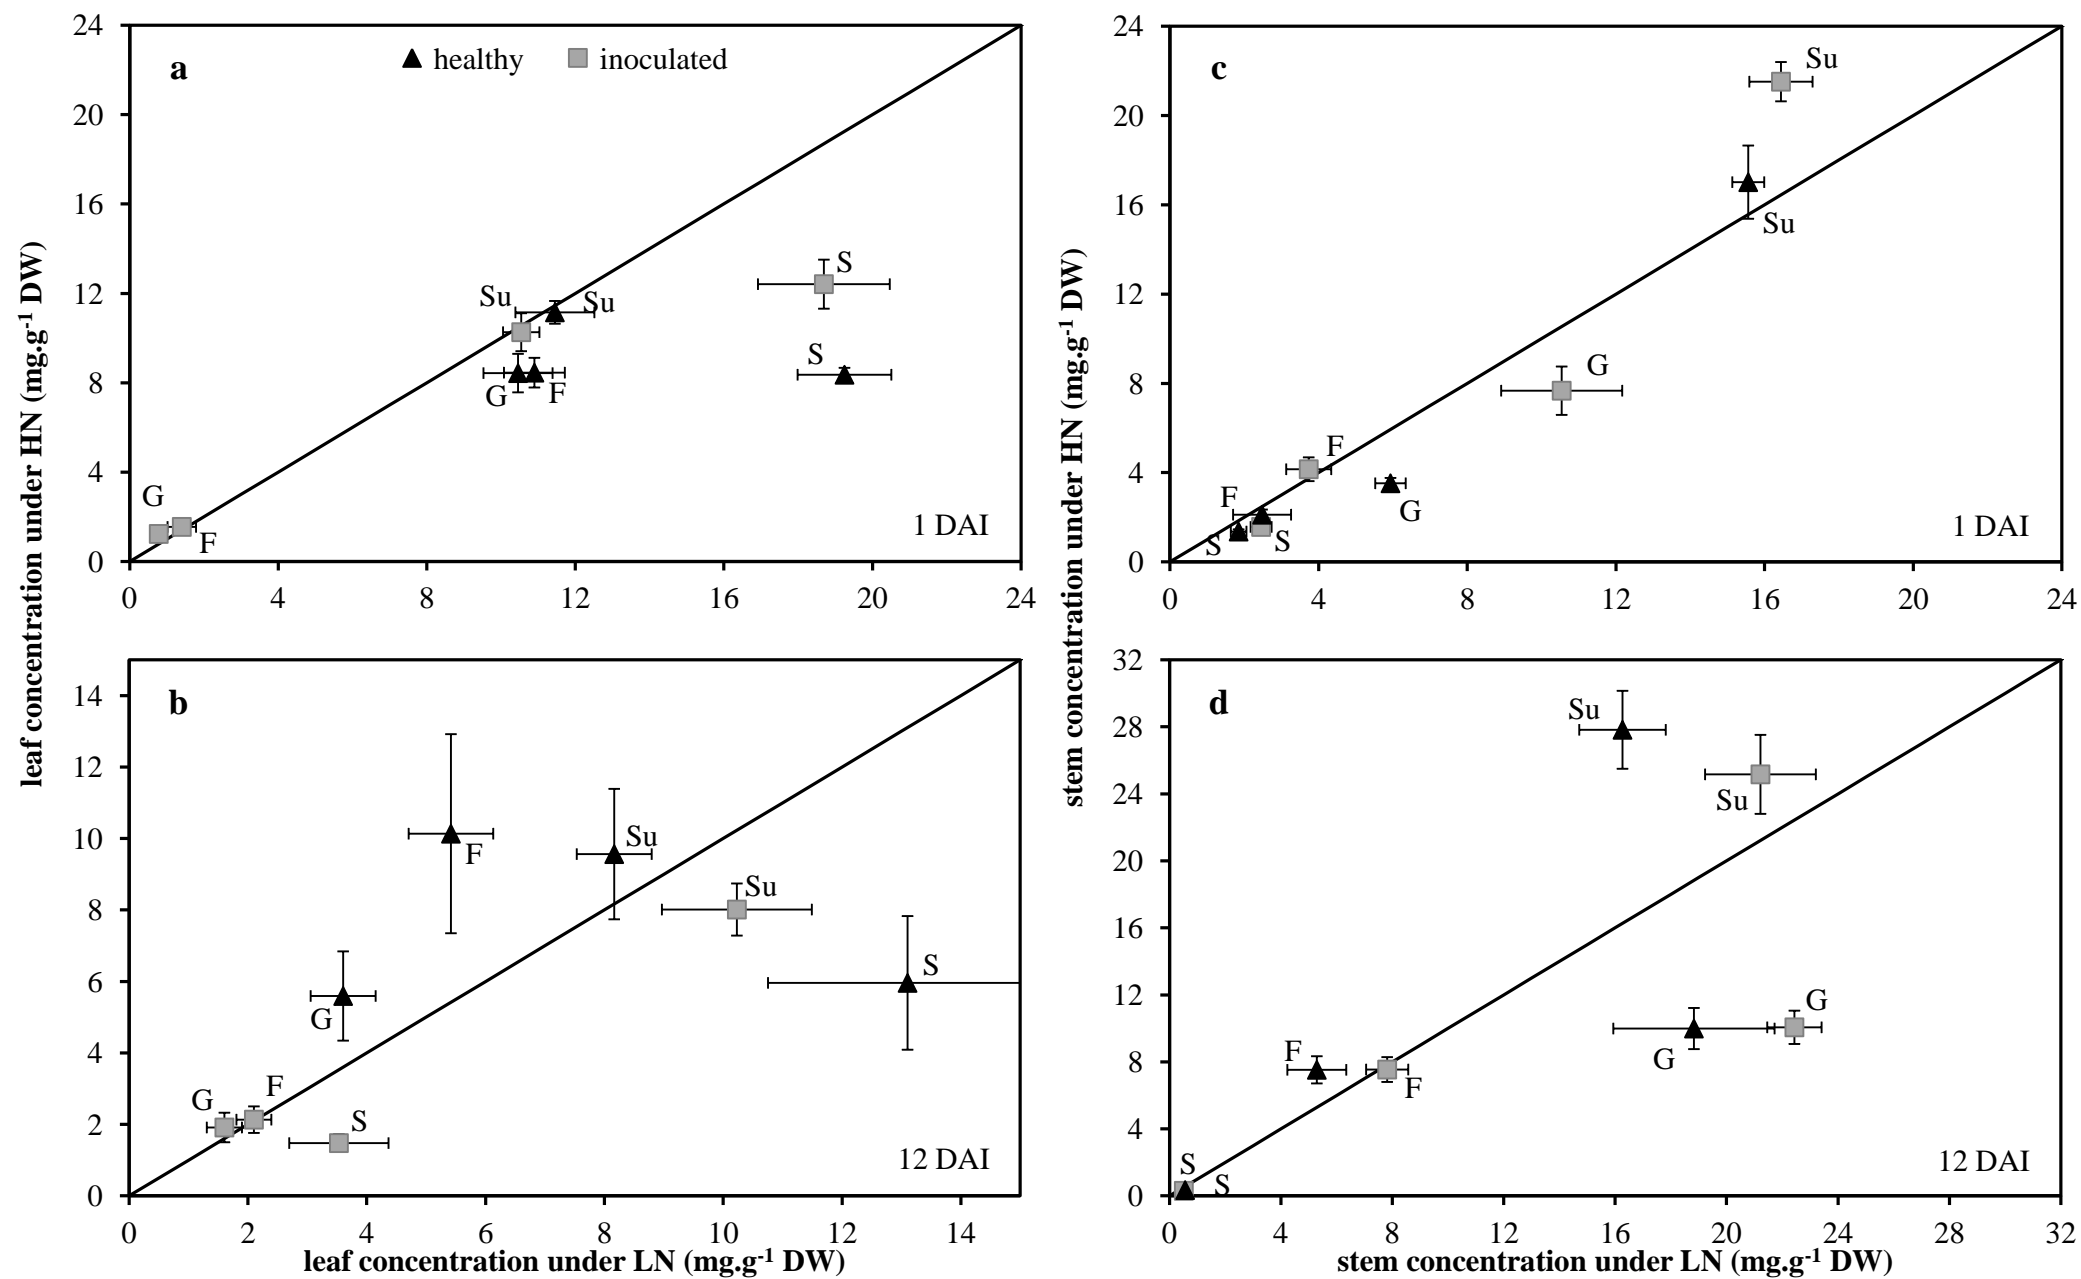 leaf concentration under HN (mg.g-1 DW)
24
20
16
12
8
4
0
a
healthy
inoculated
Su
Su
S
S
G
F
G
F
1 DAI
0 4 8 12 16 20 24
14
12
10
8
6
4
2
0
b
F
Su
Su
S
G
G
F
S
12 DAI
0 2 4 6 8 10 12 14
leaf concentration under LN (mg.g-1 DW)
stem concentration under HN (mg.g-1 DW)
24
20
16
12
8
4
0
c
Su
Su
G
F
F
G
S
S
1 DAI
0 4 8 12 16 20 24
32
28
24
20
16
12
8
4
0
d
Su
Su
G
G
F
F
S
S
12 DAI
0 4 8 12 16 20 24 28 32
stem concentration under LN (mg.g-1 DW)